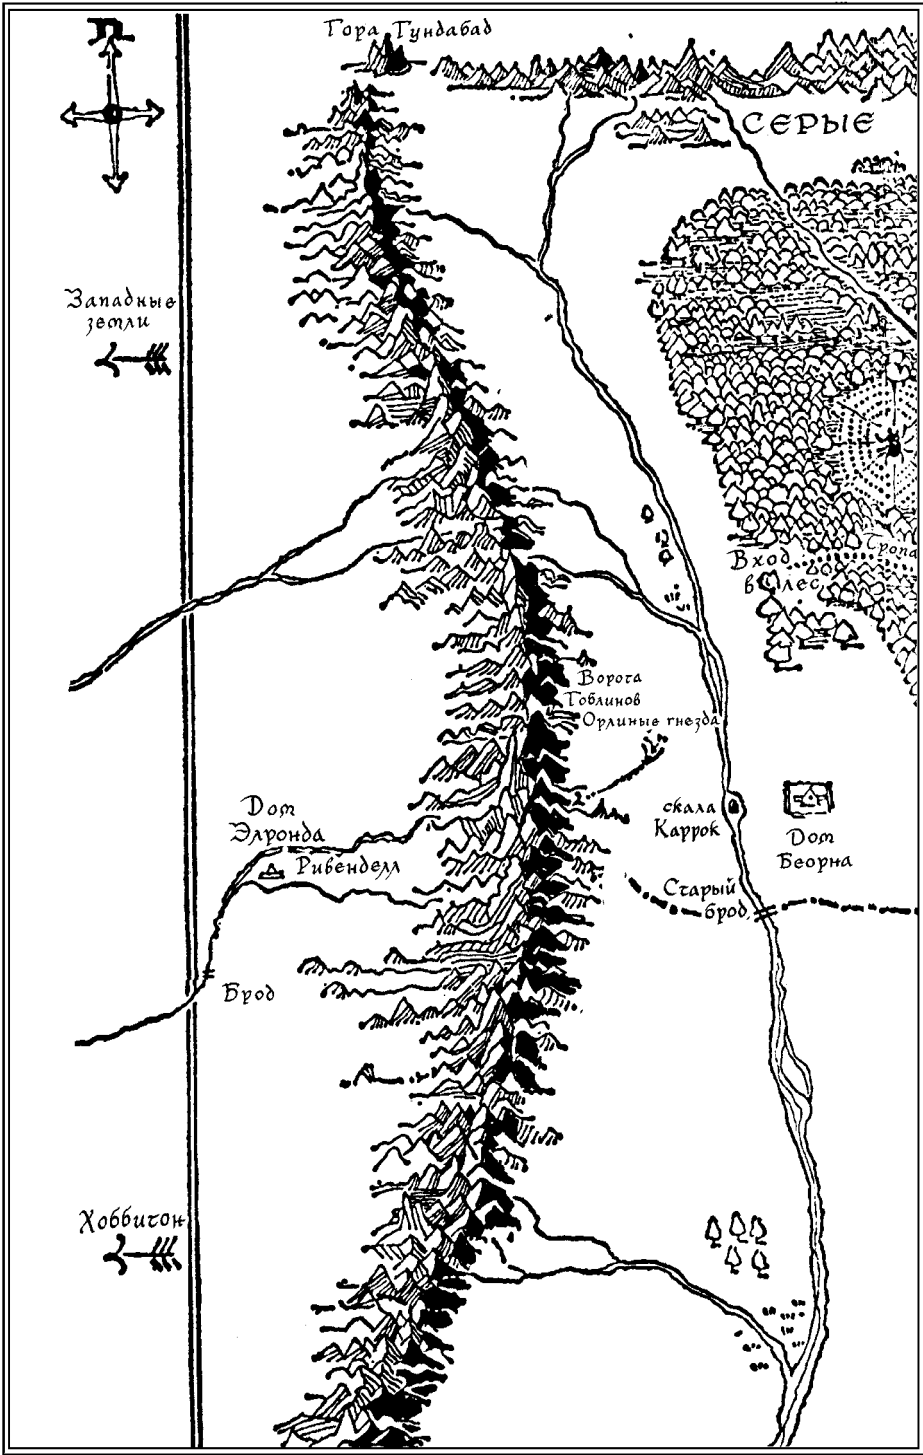 Гора Гундабад
СЕРЫЕ
Западные
земли
Вход
в лес
Тропа
Ворота
Гоблинов
Орлиные гнезда
скала
Каррок
Дом
Беорна
Дом
Элронда
Ривенделл
Старый
брод
Брод
Хоббитон